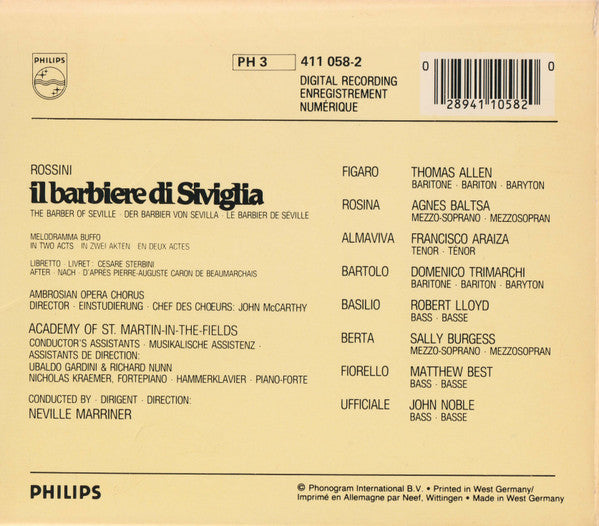 PHILIPS
PH 3
411 058-2
DIGITAL RECORDING
ENREGISTREMENT
NUMÉRIQUE
0 28941 10582 0
ROSSINI
il barbiere di Siviglia
THE BARBER OF SEVILLE · DER BARBIER VON SEVILLA · LE BARBIER DE SÉVILLE
MELODRAMMA BUFFO
IN TWO ACTS IN ZWEI AKTEN EN DEUX ACTES
LIBRETTO · LIVRET: CESARE STERBINI
AFTER · NACH · D'APRES PIERRE-AUGUSTE CARON DE BEAUMARCHAIS
AMBROSIAN OPERA CHORUS
DIRECTOR · EINSTUDIERUNG · CHEF DES CHŒURS: JOHN McCARTHY
ACADEMY OF ST. MARTIN-IN-THE-FIELDS
CONDUCTOR'S ASSISTANTS · MUSIKALISCHE ASSISTENZ ·
ASSISTANTS DE DIRECTION:
UBALDO GARDINI & RICHARD NUNN
NICHOLAS KRAEMER, FORTEPIANO · HAMMERKLAVIER · PIANO-FORTE
CONDUCTED BY · DIRIGENT · DIRECTION:
NEVILLE MARRINER
FIGARO THOMAS ALLEN
BARITONE · BARITON · BARYTON
ROSINA AGNES BALTSA
MEZZO-SOPRANO · MEZZOSOPRAN
ALMAVIVA FRANCISCO ARAIZA
TENOR · TÉNOR
BARTOLO DOMENICO TRIMARCHI
BARITONE · BARITON · BARYTON
BASILIO ROBERT LLOYD
BASS · BASSE
BERTA SALLY BURGESS
MEZZO-SOPRANO · MEZZOSOPRAN
FIORELLO MATTHEW BEST
BASS · BASSE
UFFICIALE JOHN NOBLE
BASS · BASSE
PHILIPS
© Phonogram International B.V. • Printed in West Germany/
Imprimé en Allemagne par Neef, Wittingen • Made in West Germany